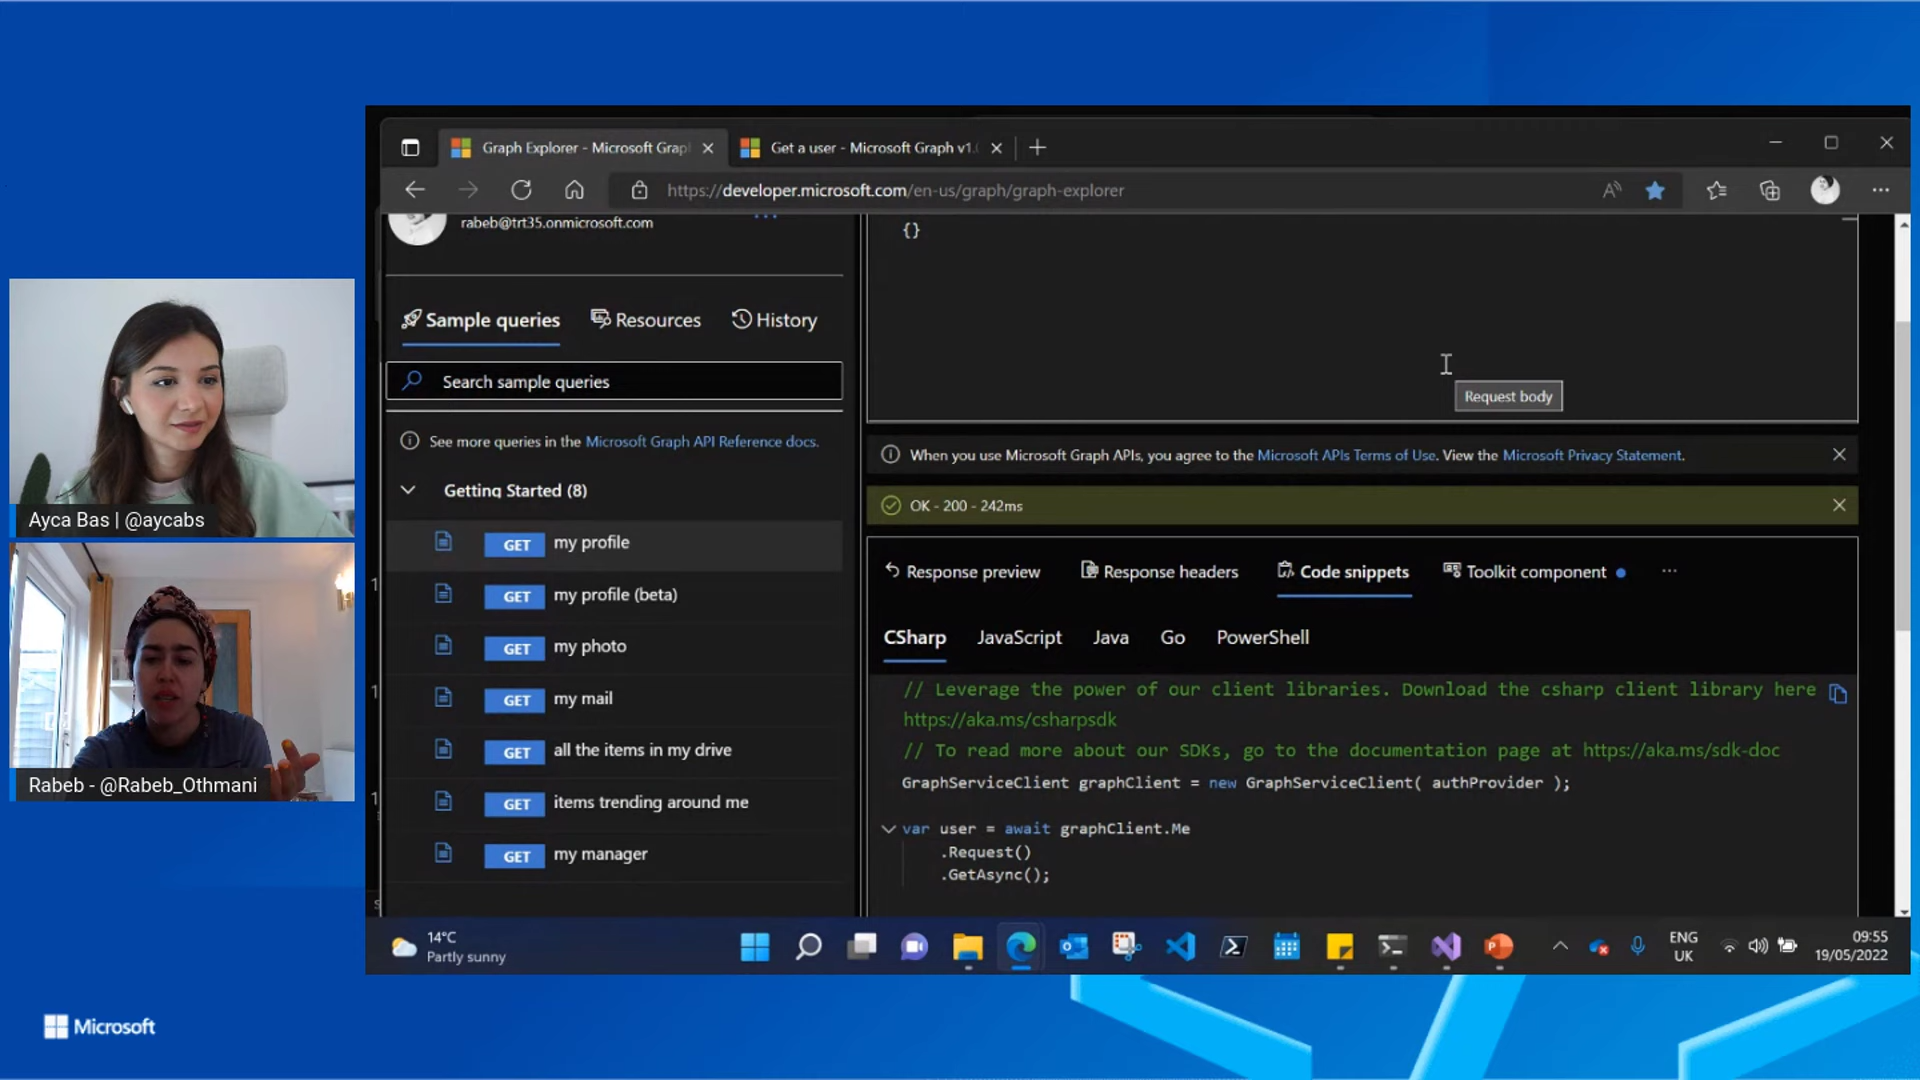 Graph Explorer - Microsoft Grap
Get a user - Microsoft Graph v1.
https://developer.microsoft.com/en-us/graph/graph-explorer
rabeb@trt35.onmicrosoft.com
{}
Sample queries
Resources
History
Search sample queries
Request body
See more queries in the Microsoft Graph API Reference docs.
When you use Microsoft Graph APIs, you agree to the Microsoft APIs Terms of Use. View the Microsoft Privacy Statement.
Getting Started (8)
OK - 200 - 242ms
GET my profile
GET my profile (beta)
GET my photo
GET my mail
GET all the items in my drive
GET items trending around me
GET my manager
Response preview
Response headers
Code snippets
Toolkit component
CSharp
JavaScript
Java
Go
PowerShell
// Leverage the power of our client libraries. Download the csharp client library here
https://aka.ms/csharpsdk
// To read more about our SDKs, go to the documentation page at https://aka.ms/sdk-doc
GraphServiceClient graphClient = new GraphServiceClient( authProvider );
var user = await graphClient.Me
.Request()
.GetAsync();
Ayca Bas | @aycabs
Rabeb - @Rabeb_Othmani
14°C
Partly sunny
ENG
UK
09:55
19/05/2022
Microsoft